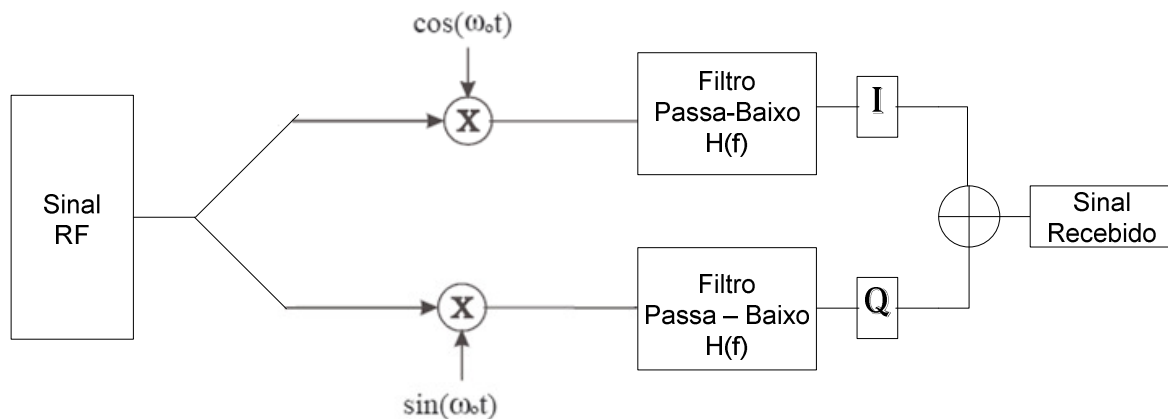 cos(ω₀t)
Sinal
RF
X
Filtro
Passa-Baixo
H(f)
I
Sinal
Recebido
X
Filtro
Passa – Baixo
H(f)
Q
sin(ω₀t)